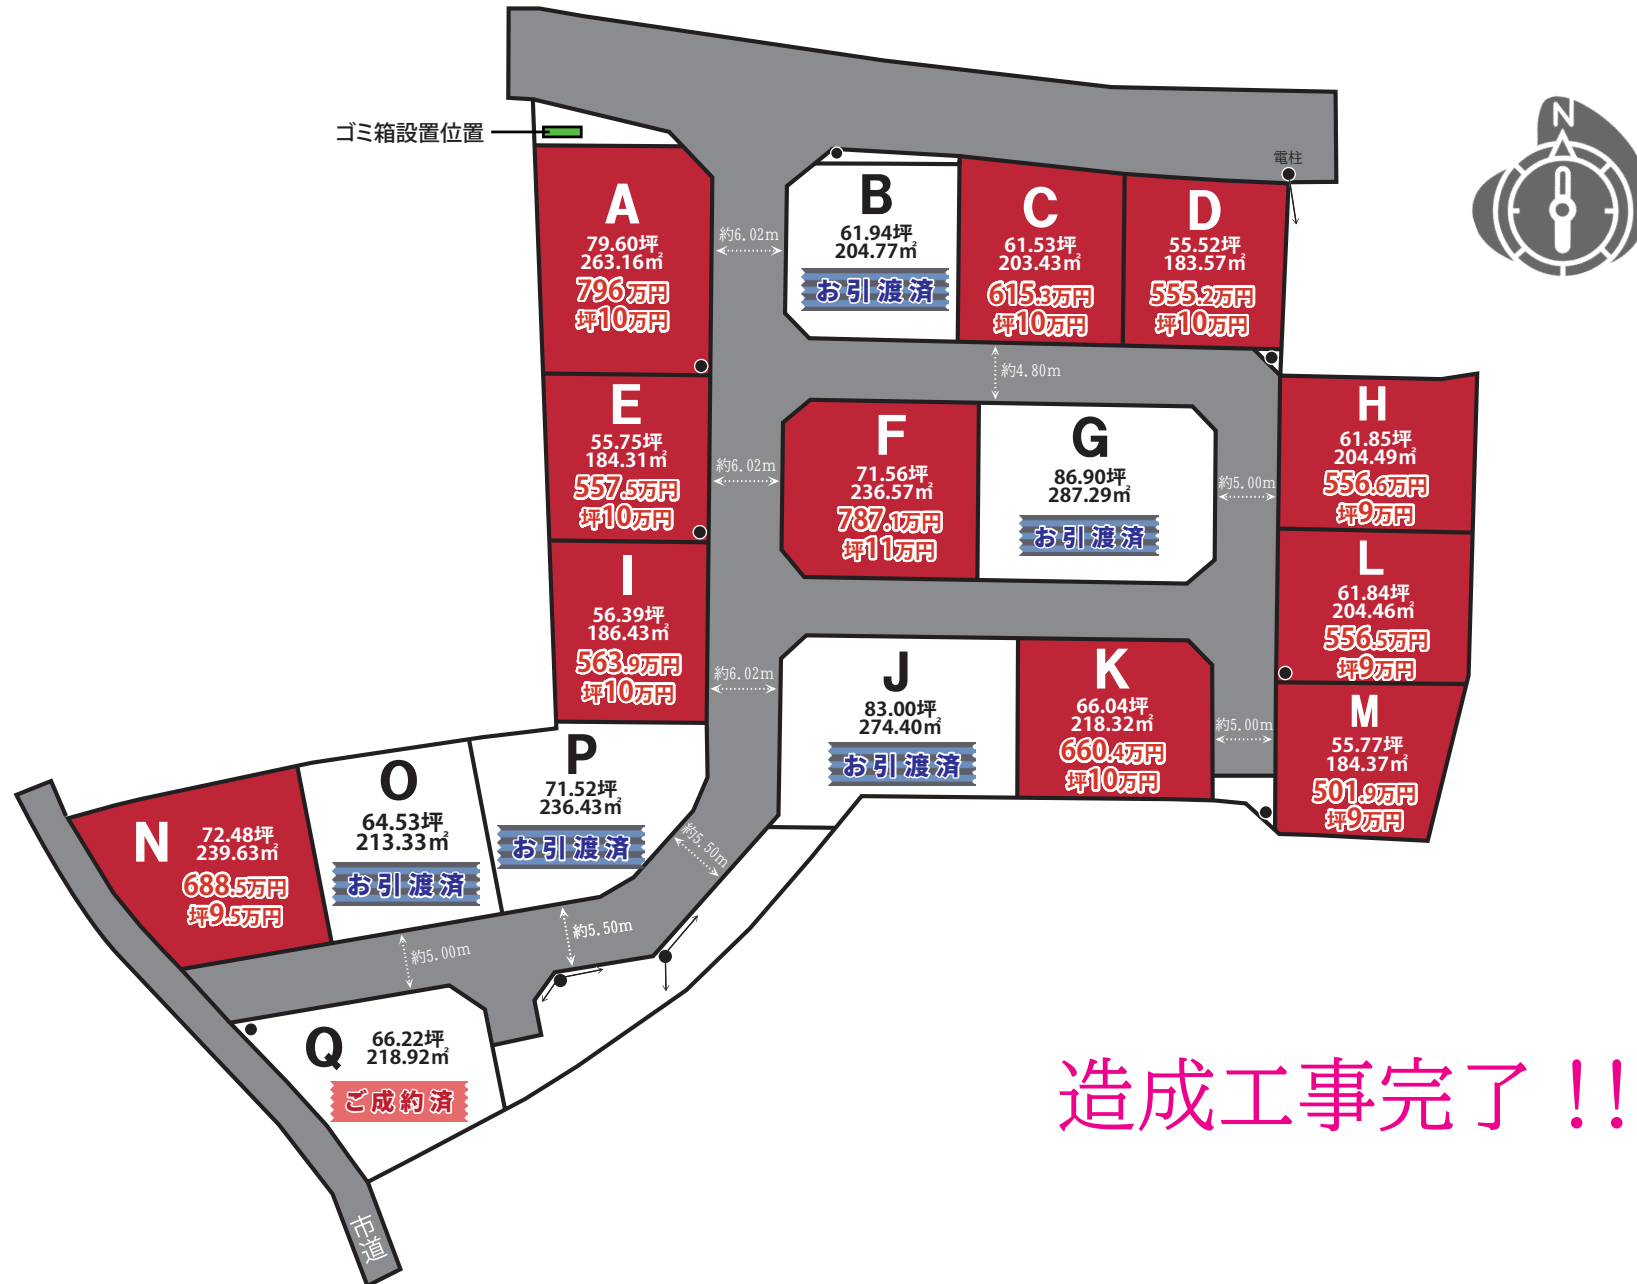 ゴミ箱設置位置
電柱
N
A
79.60坪
263.16㎡
796万円
坪10万円
約6.02m
B
61.94坪
204.77㎡
お引渡済
C
61.53坪
203.43㎡
615.3万円
坪10万円
D
55.52坪
183.57㎡
555.2万円
坪10万円
約4.80m
E
55.75坪
184.31㎡
557.5万円
坪10万円
約6.02m
F
71.56坪
236.57㎡
787.1万円
坪11万円
G
86.90坪
287.29㎡
お引渡済
約5.00m
H
61.85坪
204.49㎡
556.6万円
坪9万円
I
56.39坪
186.43㎡
563.9万円
坪10万円
約6.02m
J
83.00坪
274.40㎡
お引渡済
K
66.04坪
218.32㎡
660.4万円
坪10万円
約5.00m
L
61.84坪
204.46㎡
556.5万円
坪9万円
M
55.77坪
184.37㎡
501.9万円
坪9万円
N
72.48坪
239.63㎡
688.5万円
坪9.5万円
O
64.53坪
213.33㎡
お引渡済
P
71.52坪
236.43㎡
お引渡済
約5.50m
約5.50m
約5.00m
Q
66.22坪
218.92㎡
ご成約済
市道
造成工事完了!!